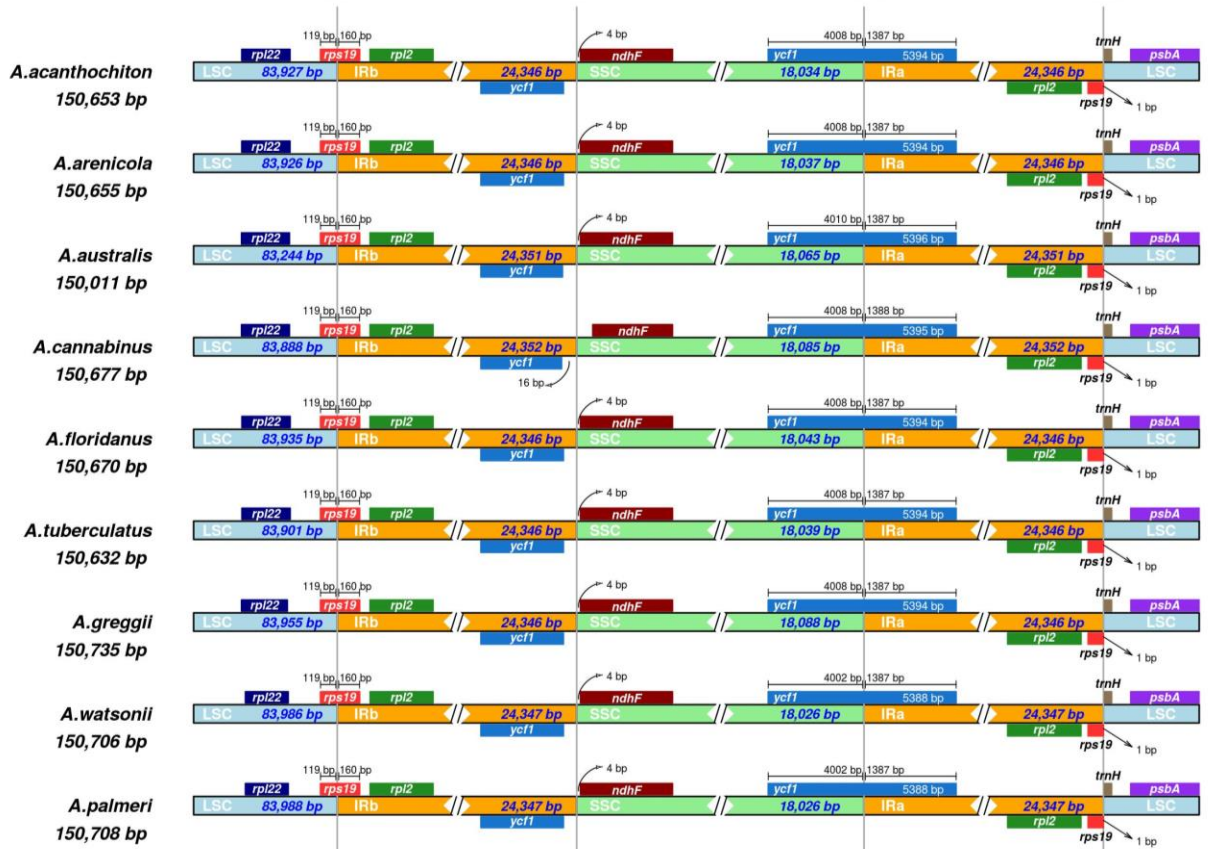 119 bp 160 bp 4 bp 4008 bp 1387 bp trnH
rpl22 rps19 rpl2 ndhF ycf1 5394 bp psbA
A.acanthochiton LSC 83,927 bp IRb 24,346 bp SSC 18,034 bp IRa 24,346 bp LSC
150,653 bp ycf1 rpl2 rps19 1 bp
119 bp 160 bp 4 bp 4008 bp 1387 bp trnH
rpl22 rps19 rpl2 ndhF ycf1 5394 bp psbA
A.arenicola LSC 83,926 bp IRb 24,346 bp SSC 18,037 bp IRa 24,346 bp LSC
150,655 bp ycf1 rpl2 rps19 1 bp
119 bp 160 bp 4 bp 4010 bp 1387 bp trnH
rpl22 rps19 rpl2 ndhF ycf1 5396 bp psbA
A.australis LSC 83,244 bp IRb 24,351 bp SSC 18,065 bp IRa 24,351 bp LSC
150,011 bp ycf1 rpl2 rps19 1 bp
119 bp 160 bp 4008 bp 1388 bp trnH
rpl22 rps19 rpl2 ndhF ycf1 5395 bp psbA
A.cannabinus LSC 83,888 bp IRb 24,352 bp SSC 18,085 bp IRa 24,352 bp LSC
150,677 bp ycf1 16 bp rpl2 rps19 1 bp
119 bp 160 bp 4 bp 4008 bp 1387 bp trnH
rpl22 rps19 rpl2 ndhF ycf1 5394 bp psbA
A.floridanus LSC 83,935 bp IRb 24,346 bp SSC 18,043 bp IRa 24,346 bp LSC
150,670 bp ycf1 rpl2 rps19 1 bp
119 bp 160 bp 4 bp 4008 bp 1387 bp trnH
rpl22 rps19 rpl2 ndhF ycf1 5394 bp psbA
A.tuberculatus LSC 83,901 bp IRb 24,346 bp SSC 18,039 bp IRa 24,346 bp LSC
150,632 bp ycf1 rpl2 rps19 1 bp
119 bp 160 bp 4 bp 4008 bp 1387 bp trnH
rpl22 rps19 rpl2 ndhF ycf1 5394 bp psbA
A.greggii LSC 83,955 bp IRb 24,346 bp SSC 18,088 bp IRa 24,346 bp LSC
150,735 bp ycf1 rpl2 rps19 1 bp
119 bp 160 bp 4 bp 4002 bp 1387 bp trnH
rpl22 rps19 rpl2 ndhF ycf1 5388 bp psbA
A.watsonii LSC 83,986 bp IRb 24,347 bp SSC 18,026 bp IRa 24,347 bp LSC
150,706 bp ycf1 rpl2 rps19 1 bp
119 bp 160 bp 4 bp 4002 bp 1387 bp trnH
rpl22 rps19 rpl2 ndhF ycf1 5388 bp psbA
A.palmeri LSC 83,988 bp IRb 24,347 bp SSC 18,026 bp IRa 24,347 bp LSC
150,708 bp ycf1 rpl2 rps19 1 bp